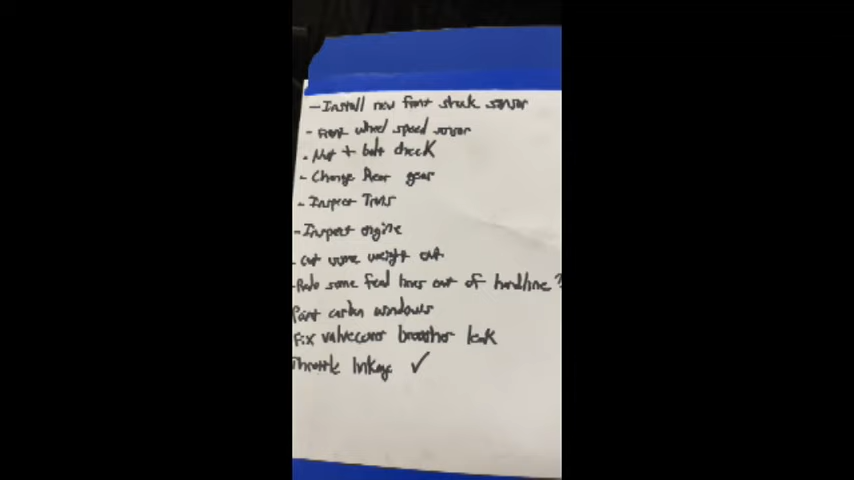 - Install new front shock sensor
- Front wheel speed sensor
- Nut + bolt check
- Change Rear gear
- Inspect Trans
- Inspect engine
- Cut some weight out
- Redo some fuel lines out of hardline?
Paint carbon windows
Fix valvecover breather leak
Throttle linkage ✓